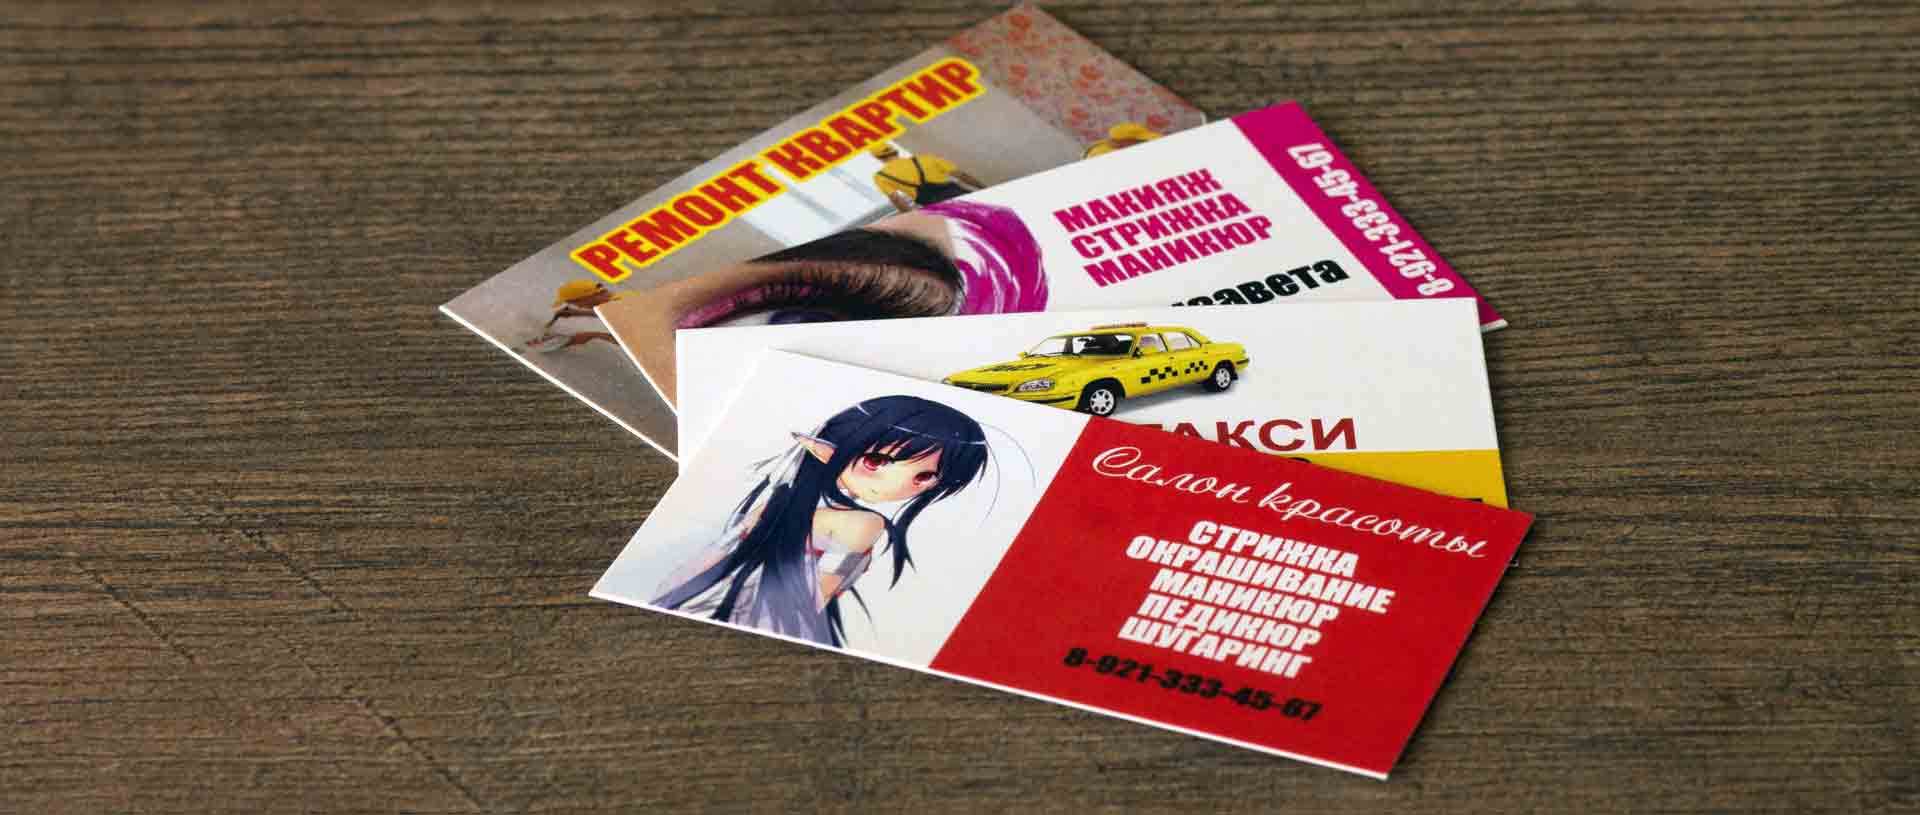 РЕМОНТ КВАРТИР
МАКИЯЖ
СТРИЖКА
МАНИКЮР
8-921-333-45-67
ТАКСИ
Салон красоты
СТРИЖКА
ОКРАШИВАНИЕ
МАНИКЮР
ПЕДИКЮР
ШУГАРИНГ
8-921-333-45-67